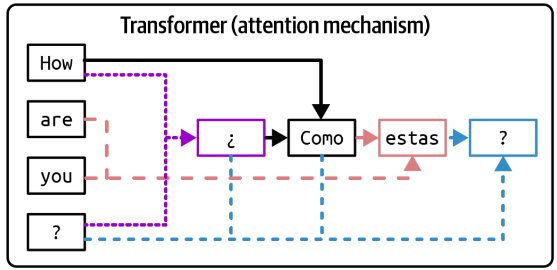 Transformer (attention mechanism)
How
are
you
?
¿
Como
estas
?